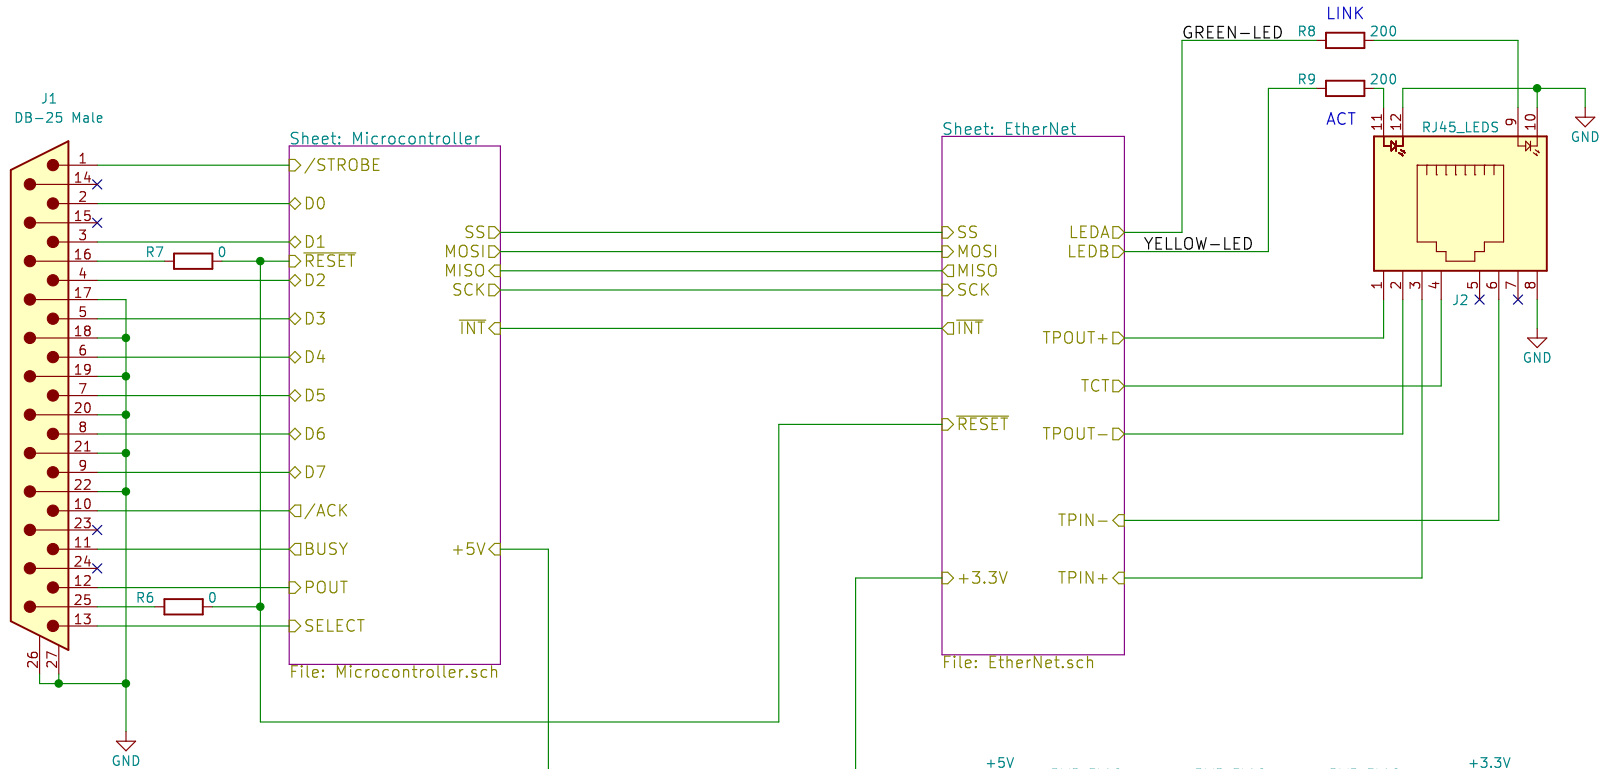 LINK
GREEN-LED R8 200
R9 200
ACT
J1
DB-25 Male
Sheet: Microcontroller
Sheet: EtherNet
11 12 RJ45_LEDS 9 10
GND
1 /STROBE
14
2 D0
15
3 D1
16 R7 0 RESET
4 D2
17
5 D3
18
6 D4
19
7 D5
20
8 D6
21
9 D7
22
10 /ACK
23
11 BUSY
24
12 POUT
25 R6 0
13 SELECT
26 27
GND
File: Microcontroller.sch
SS
MOSI
MISO
SCK
INT
+5V
SS
MOSI
MISO
SCK
INT
RESET
+3.3V
LEDA
LEDB YELLOW-LED
TPOUT+
TCT
TPOUT-
TPIN-
TPIN+
File: EtherNet.sch
1 2 3 4 J2 5 6 7 8
GND
+5V
+3.3V